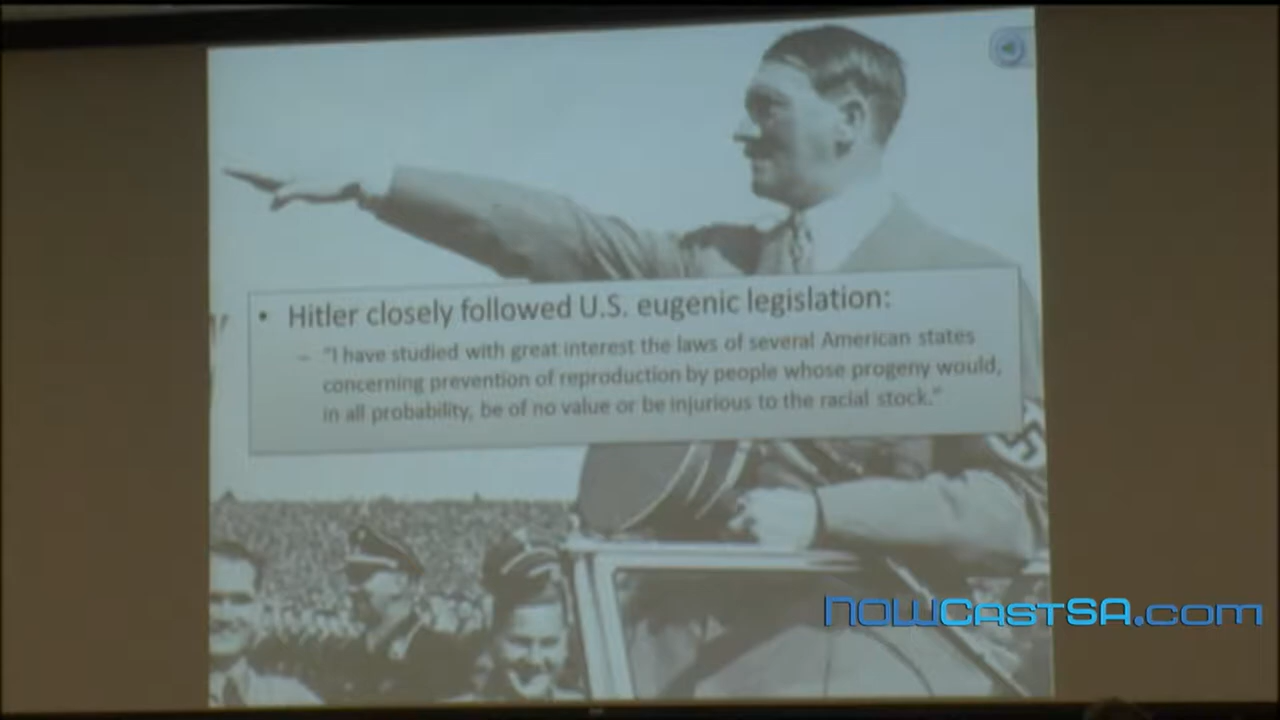 • Hitler closely followed U.S. eugenic legislation:
– "I have studied with great interest the laws of several American states
concerning prevention of reproduction by people whose progeny would,
in all probability, be of no value or be injurious to the racial stock."
NOWCastSA.com